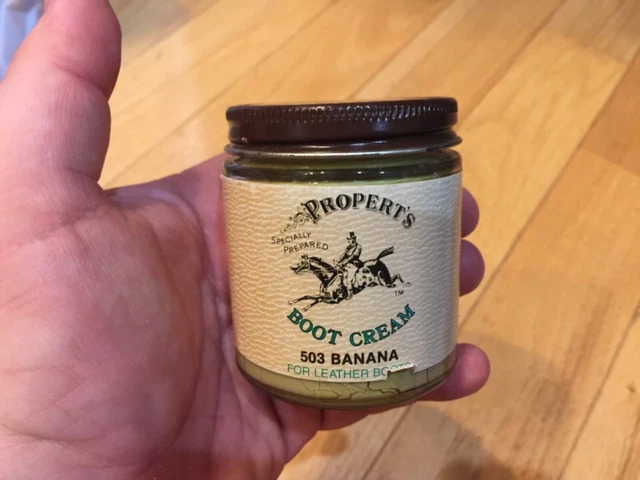 PROPERT'S
SPECIALLY
PREPARED
TM
BOOT CREAM
503 BANANA
FOR LEATHER BOOTS